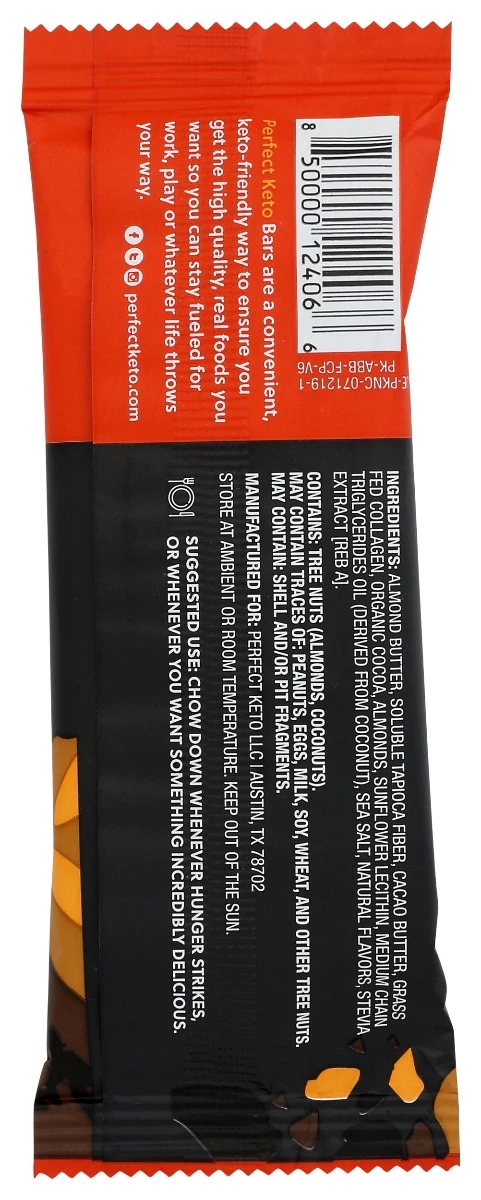 8 50000 12406 6
E-PKNC-071219-1
PK-ABB-FCP-V6
Perfect Keto Bars are a convenient,
keto-friendly way to ensure you
get the high quality, real foods you
want so you can stay fueled for
work, play or whatever life throws
your way.
perfectketo.com
INGREDIENTS: ALMOND BUTTER, SOLUBLE TAPIOCA FIBER, CACAO BUTTER, GRASS
FED COLLAGEN, ORGANIC COCOA, ALMONDS, SUNFLOWER LECITHIN, MEDIUM CHAIN
TRIGLYCERIDES OIL (DERIVED FROM COCONUT), SEA SALT, NATURAL FLAVORS, STEVIA
EXTRACT [REB A].
CONTAINS: TREE NUTS (ALMONDS, COCONUTS).
MAY CONTAIN TRACES OF: PEANUTS, EGGS, MILK, SOY, WHEAT, AND OTHER TREE NUTS.
MAY CONTAIN: SHELL AND/OR PIT FRAGMENTS.
MANUFACTURED FOR: PERFECT KETO LLC | AUSTIN, TX 78702
STORE AT AMBIENT OR ROOM TEMPERATURE. KEEP OUT OF THE SUN.
SUGGESTED USE: CHOW DOWN WHENEVER HUNGER STRIKES,
OR WHENEVER YOU WANT SOMETHING INCREDIBLY DELICIOUS.